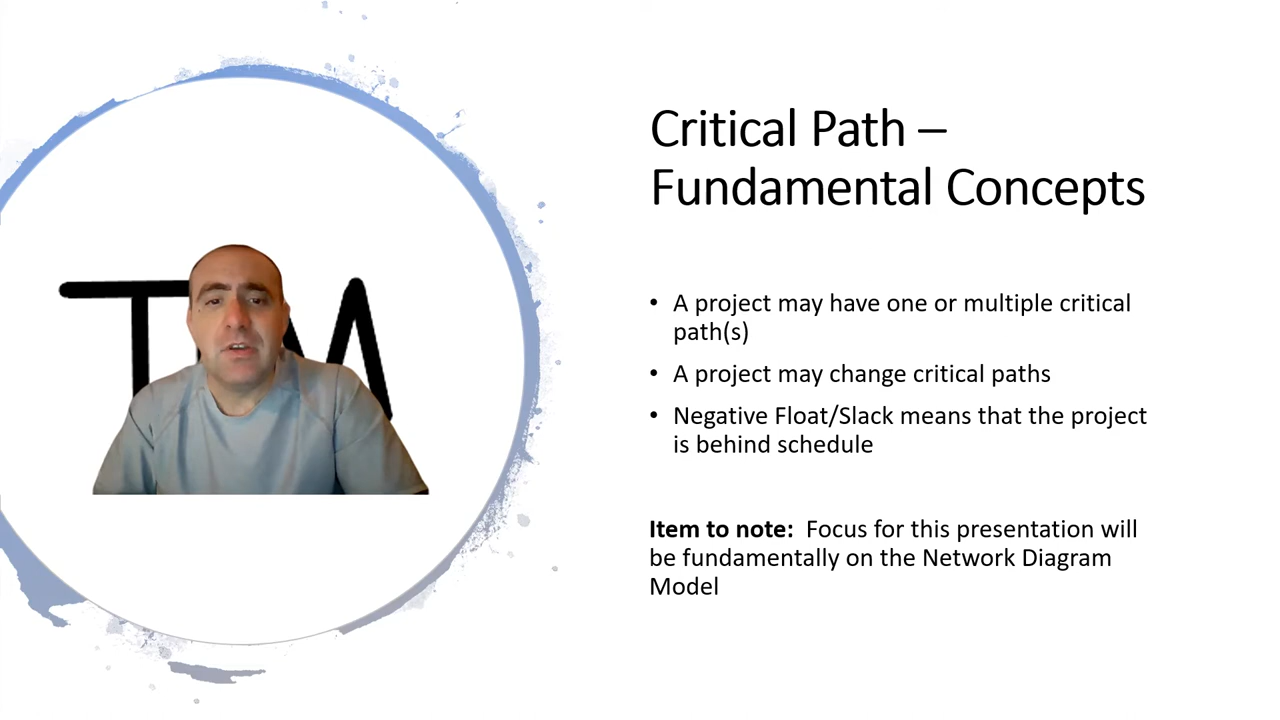 Critical Path –
Fundamental Concepts
• A project may have one or multiple critical
path(s)
• A project may change critical paths
• Negative Float/Slack means that the project
is behind schedule
Item to note: Focus for this presentation will
be fundamentally on the Network Diagram
Model